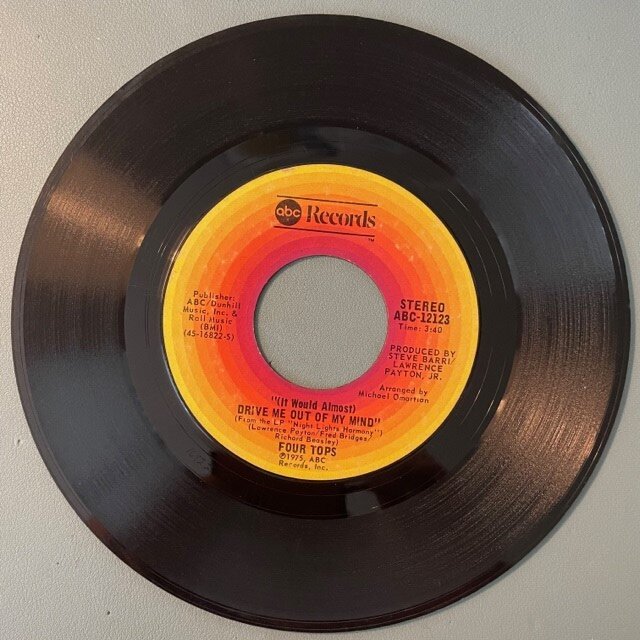 abc Records
™
Publisher:
ABC/Dunhill
Music, Inc. &
Rall Music
(BMI)
(45-16822-S)
STEREO
ABC-12123
Time: 3:40
PRODUCED BY
STEVE BARRI/
LAWRENCE
PAYTON, JR.
Arranged by
Michael Omartian
"(It Would Almost)
DRIVE ME OUT OF MY MIND"
(From the LP "Night Lights Harmony")
(Lawrence Payton/Fred Bridges/
Richard Beasley)
FOUR TOPS
℗1975, ABC
Records, Inc.